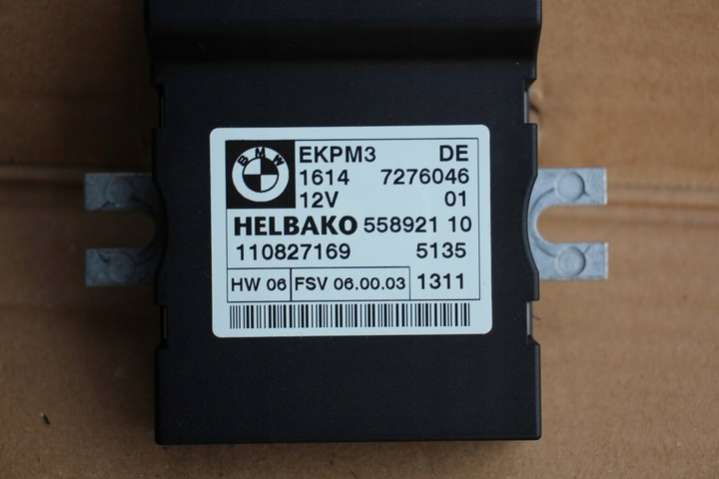 BMW
EKPM3 DE
1614 7276046
12V 01
HELBAKO 558921 10
110827169 5135
HW 06 FSV 06.00.03 1311